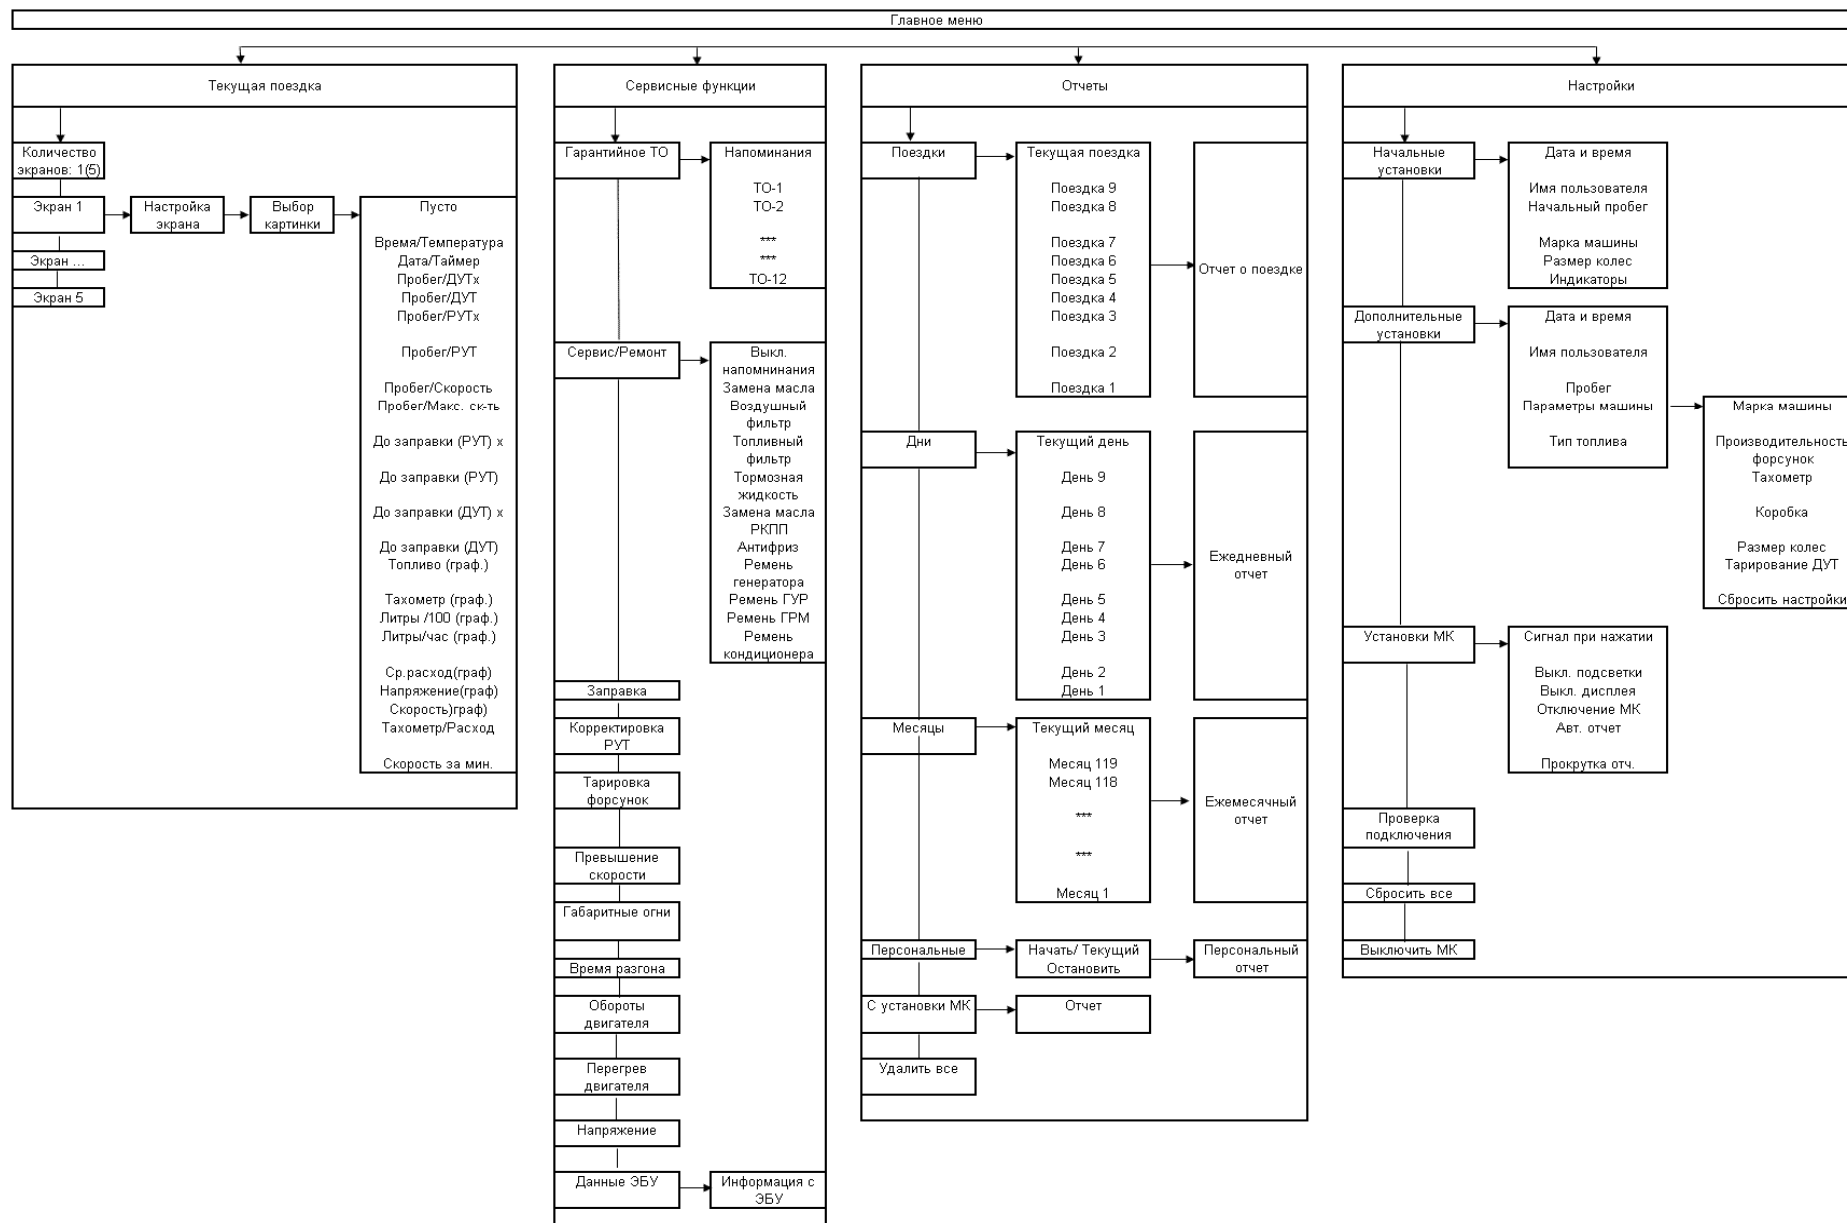 Главное меню
Текущая поездка
Количество
экранов: 1(5)
Экран 1
Экран ...
Экран 5
Настройка
экрана
Выбор
картинки
Пусто
Время/Температура
Дата/Таймер
Пробег/ДУТх
Пробег/ДУТ
Пробег/РУТх
Пробег/РУТ
Пробег/Скорость
Пробег/Макс. ск-ть
До заправки (РУТ) х
До заправки (РУТ)
До заправки (ДУТ) х
До заправки (ДУТ)
Топливо (граф.)
Тахометр (граф.)
Литры /100 (граф.)
Литры/час (граф.)
Ср.расход(граф)
Напряжение(граф)
Скорость)граф)
Тахометр/Расход
Скорость за мин.
Сервисные функции
Гарантийное ТО
Напоминания
ТО-1
ТО-2
***
***
ТО-12
Сервис/Ремонт
Выкл.
напомнинания
Замена масла
Воздушный
фильтр
Топливный
фильтр
Тормозная
жидкость
Замена масла
РКПП
Антифриз
Ремень
генератора
Ремень ГУР
Ремень ГРМ
Ремень
кондиционера
Заправка
Корректировка
РУТ
Тарировка
форсунок
Превышение
скорости
Габаритные огни
Время разгона
Обороты
двигателя
Перегрев
двигателя
Напряжение
Данные ЭБУ
Информация с
ЭБУ
Отчеты
Поездки
Текущая поездка
Поездка 9
Поездка 8
Поездка 7
Поездка 6
Поездка 5
Поездка 4
Поездка 3
Поездка 2
Поездка 1
Отчет о поездке
Дни
Текущий день
День 9
День 8
День 7
День 6
День 5
День 4
День 3
День 2
День 1
Ежедневный
отчет
Месяцы
Текущий месяц
Месяц 119
Месяц 118
***
***
Месяц 1
Ежемесячный
отчет
Персональные
Начать/ Текущий
Остановить
Персональный
отчет
С установки МК
Отчет
Удалить все
Настройки
Начальные
установки
Дата и время
Имя пользователя
Начальный пробег
Марка машины
Размер колес
Индикаторы
Дополнительные
установки
Дата и время
Имя пользователя
Пробег
Параметры машины
Тип топлива
Марка машины
Производительность
форсунок
Тахометр
Коробка
Размер колес
Тарирование ДУТ
Сбросить настройки
Установки МК
Сигнал при нажатии
Выкл. подсветки
Выкл. дисплея
Отключение МК
Авт. отчет
Прокрутка отч.
Проверка
подключения
Сбросить все
Выключить МК